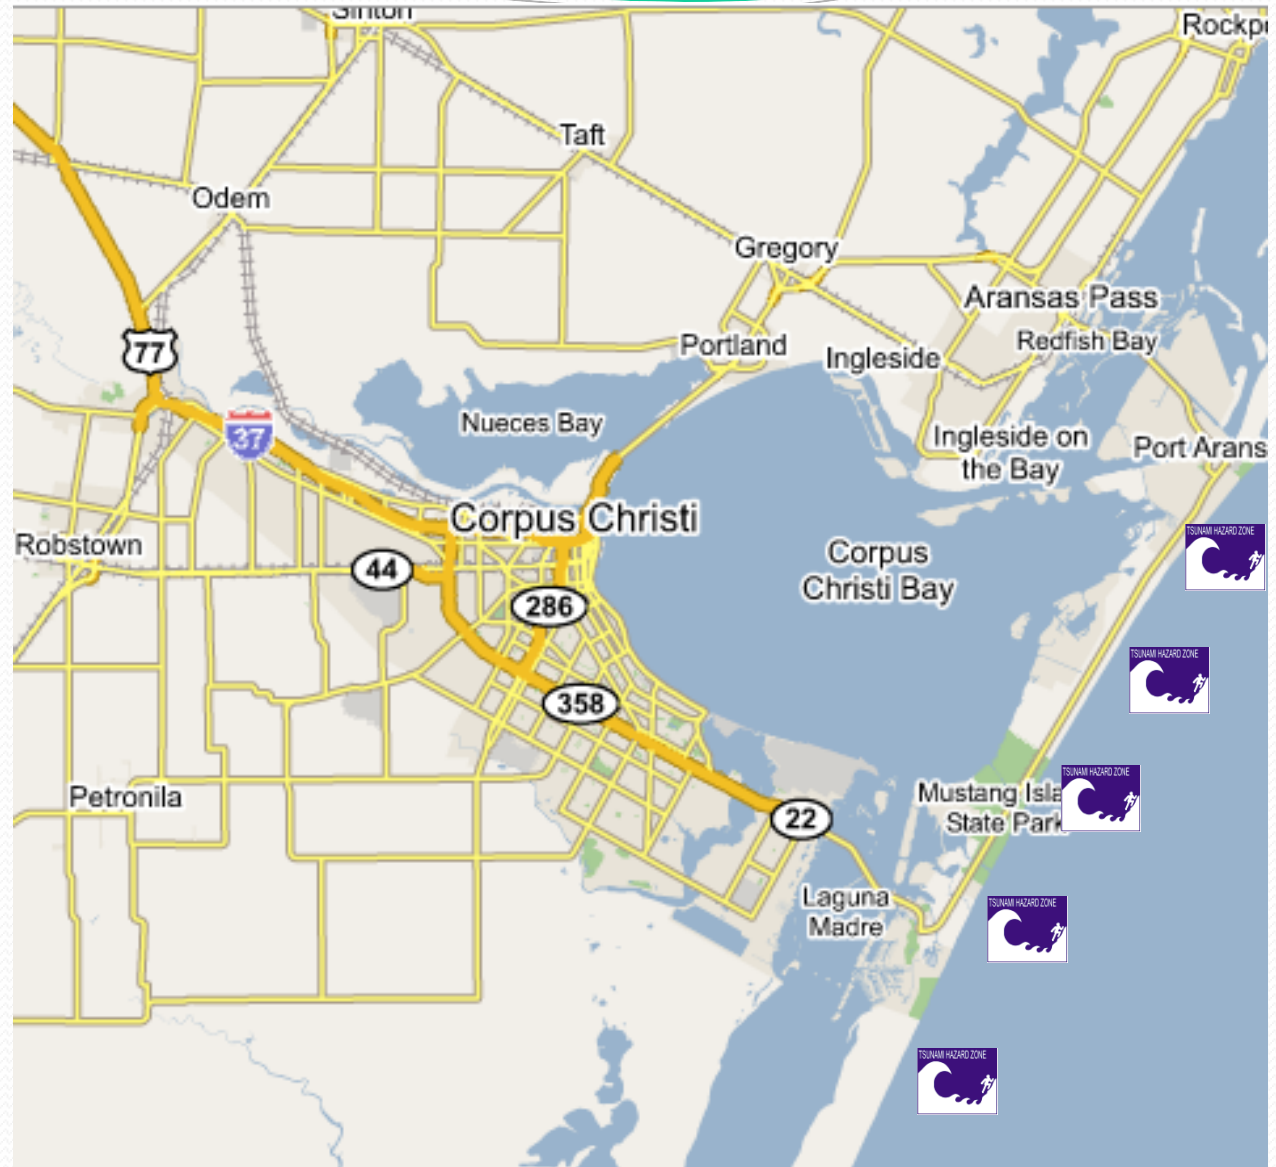 Sinton
Rockpo
Taft
Odem
Gregory
Aransas Pass
77
Portland
Ingleside
Redfish Bay
Nueces Bay
37
Ingleside on
the Bay
Port Arans
Corpus Christi
Robstown
44
Corpus
Christi Bay
TSUNAMI HAZARD ZONE
286
TSUNAMI HAZARD ZONE
358
TSUNAMI HAZARD ZONE
Petronila
Mustang Isla
State Park
22
Laguna
Madre
TSUNAMI HAZARD ZONE
TSUNAMI HAZARD ZONE